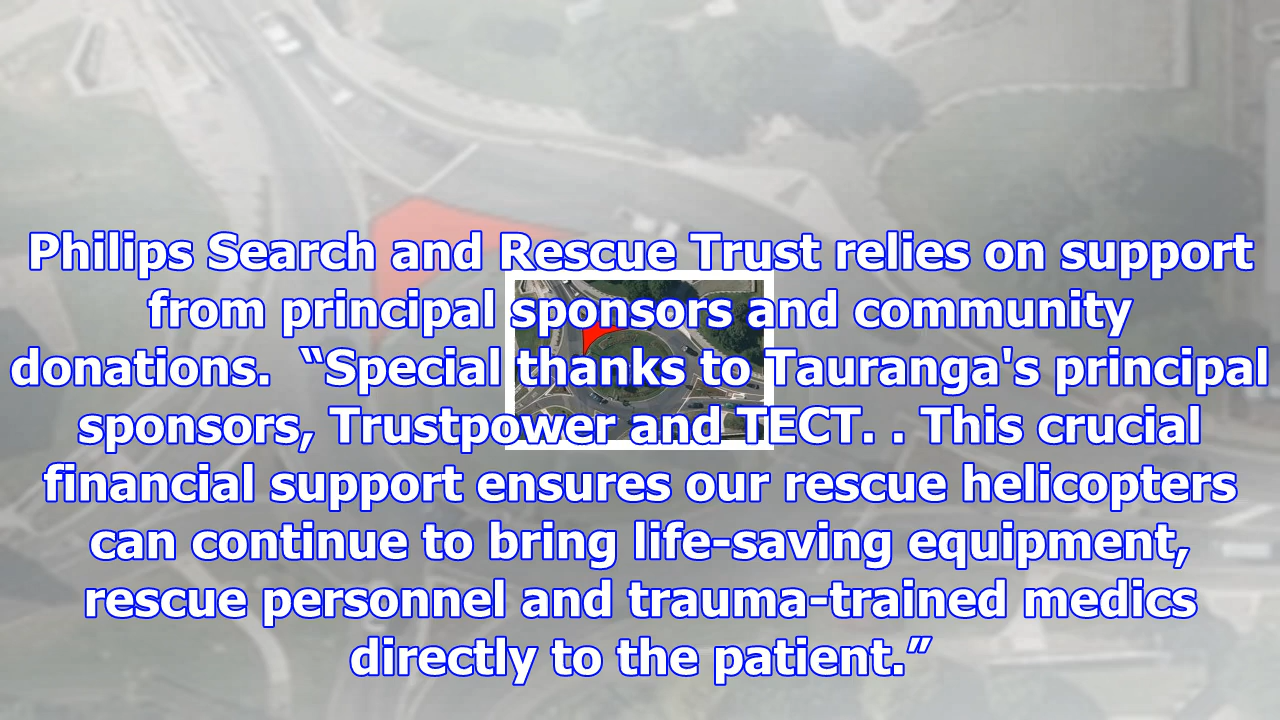 Philips Search and Rescue Trust relies on support
from principal sponsors and community
donations.  “Special thanks to Tauranga's principal
sponsors, Trustpower and TECT. . This crucial
financial support ensures our rescue helicopters
can continue to bring life-saving equipment,
rescue personnel and trauma-trained medics
directly to the patient.”